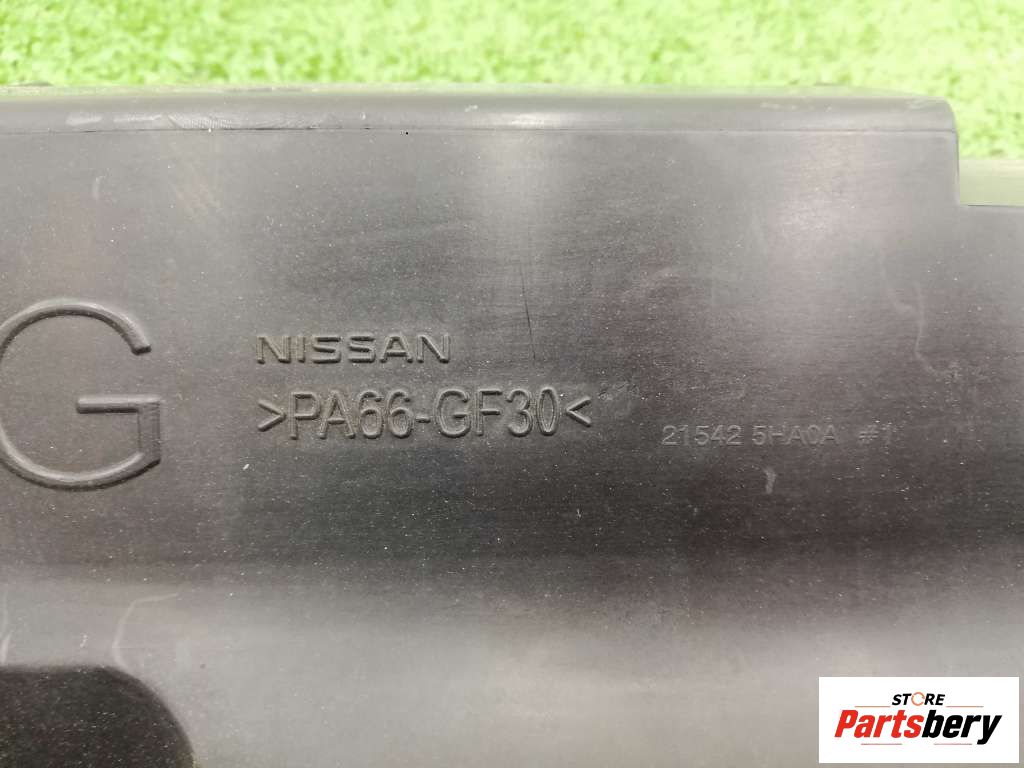 G
NISSAN
>PA66-GF30<
21542 5HA0A #1
STORE
Partsbery